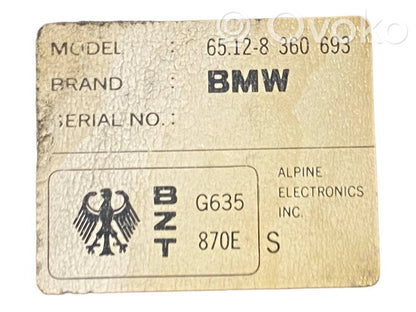 Ovoko
MODEL : 65.12-8 360 693
BRAND : BMW
SERIAL NO. :
BZT
G635
870E
ALPINE
ELECTRONICS
INC.
S